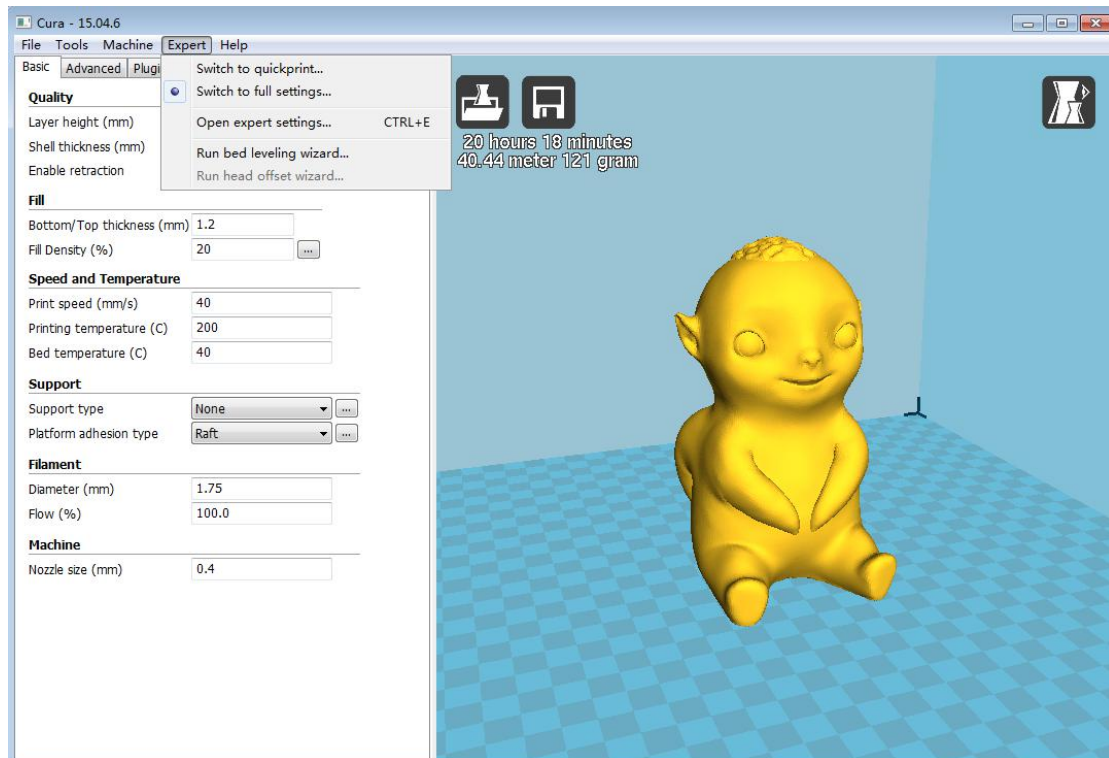 Cura - 15.04.6
File Tools Machine Expert Help
Basic Advanced Plugi
Switch to quickprint...
Switch to full settings...
Open expert settings... CTRL+E
Run bed leveling wizard...
Run head offset wizard...
Quality
Layer height (mm)
Shell thickness (mm)
Enable retraction
Fill
Bottom/Top thickness (mm) 1.2
Fill Density (%) 20 ...
Speed and Temperature
Print speed (mm/s) 40
Printing temperature (C) 200
Bed temperature (C) 40
Support
Support type None ...
Platform adhesion type Raft ...
Filament
Diameter (mm) 1.75
Flow (%) 100.0
Machine
Nozzle size (mm) 0.4
20 hours 18 minutes
40.44 meter 121 gram